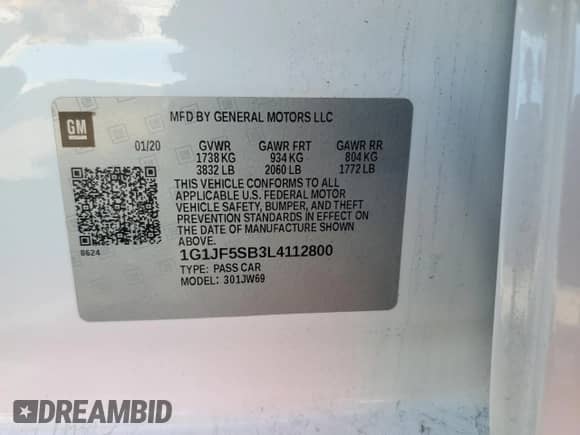 GM
MFD BY GENERAL MOTORS LLC
01/20 GVWR GAWR FRT GAWR RR
1738 KG 934 KG 804 KG
3832 LB 2060 LB 1772 LB
THIS VEHICLE CONFORMS TO ALL
APPLICABLE U.S. FEDERAL MOTOR
VEHICLE SAFETY, BUMPER, AND THEFT
PREVENTION STANDARDS IN EFFECT ON
THE DATE OF MANUFACTURE SHOWN
ABOVE.
8624
1G1JF5SB3L4112800
TYPE: PASS CAR
MODEL: 301JW69
DREAMBID